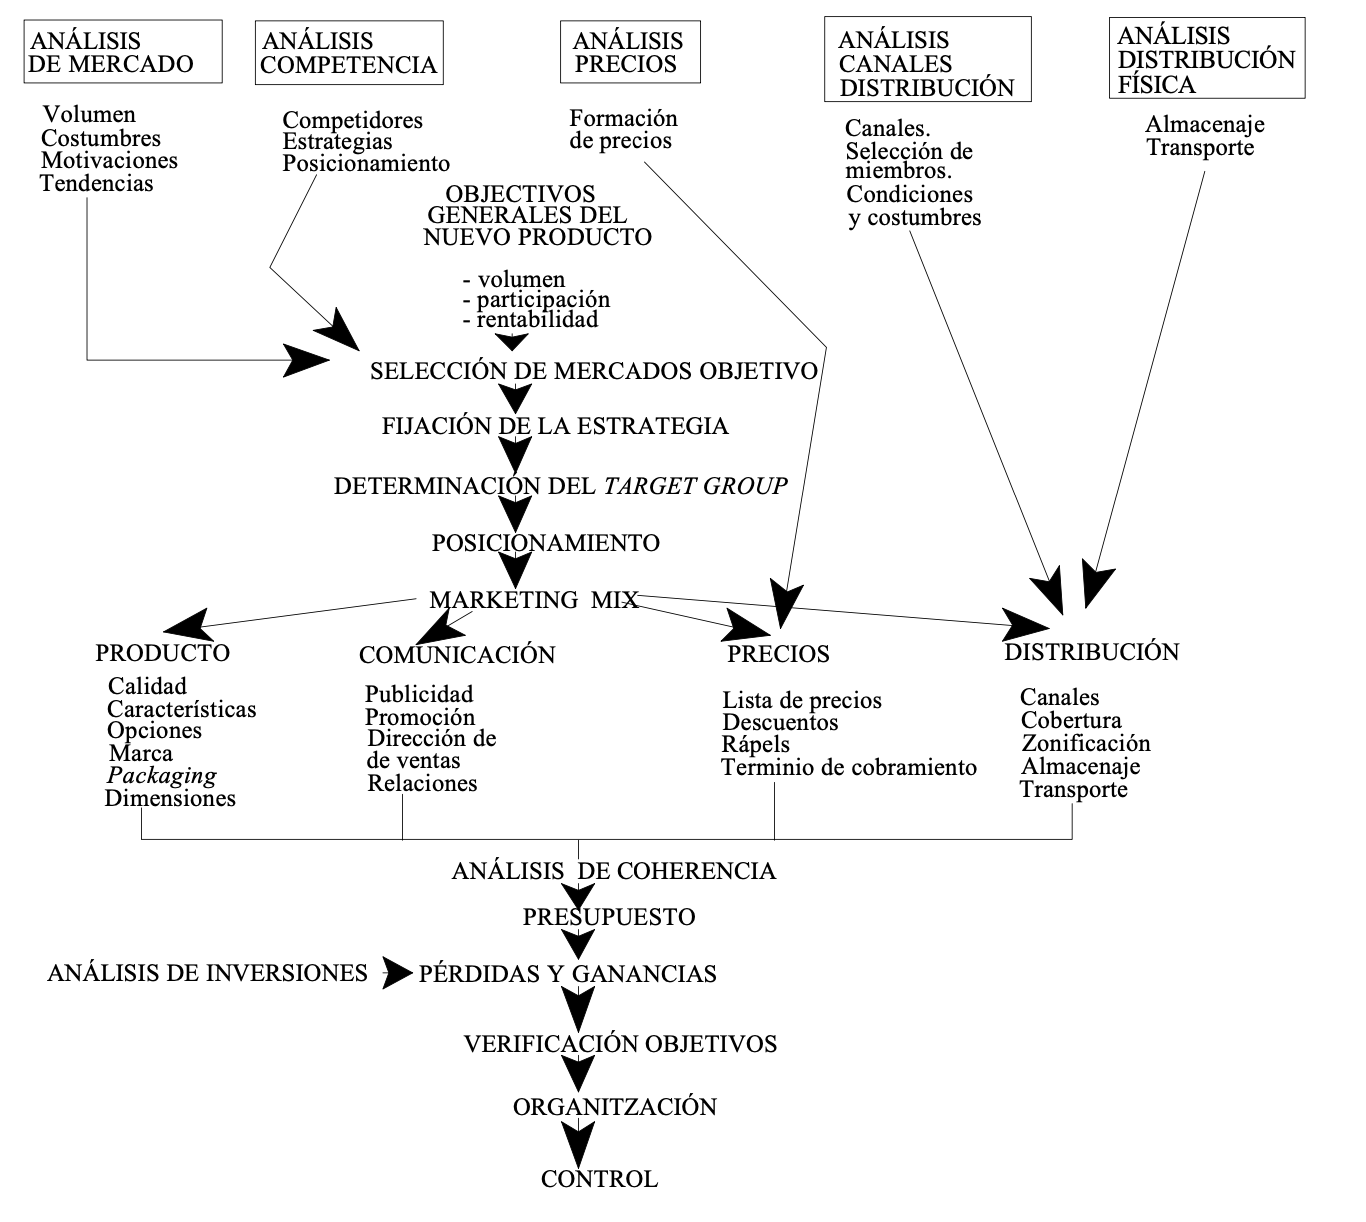 ANÁLISIS
DE MERCADO
Volumen
Costumbres
Motivaciones
Tendencias
ANÁLISIS
COMPETENCIA
Competidores
Estrategias
Posicionamiento
ANÁLISIS
PRECIOS
Formación
de precios
ANÁLISIS
CANALES
DISTRIBUCIÓN
Canales.
Selección de
miembros.
Condiciones
y costumbres
ANÁLISIS
DISTRIBUCIÓN
FÍSICA
Almacenaje
Transporte
OBJECTIVOS
GENERALES DEL
NUEVO PRODUCTO
- volumen
- participación
- rentabilidad
SELECCIÓN DE MERCADOS OBJETIVO
FIJACIÓN DE LA ESTRATEGIA
DETERMINACIÓN DEL TARGET GROUP
POSICIONAMIENTO
MARKETING MIX
PRODUCTO
Calidad
Características
Opciones
Marca
Packaging
Dimensiones
COMUNICACIÓN
Publicidad
Promoción
Dirección de
de ventas
Relaciones
PRECIOS
Lista de precios
Descuentos
Rápels
Terminio de cobramiento
DISTRIBUCIÓN
Canales
Cobertura
Zonificación
Almacenaje
Transporte
ANÁLISIS DE COHERENCIA
PRESUPUESTO
ANÁLISIS DE INVERSIONES
PÉRDIDAS Y GANANCIAS
VERIFICACIÓN OBJETIVOS
ORGANITZACIÓN
CONTROL